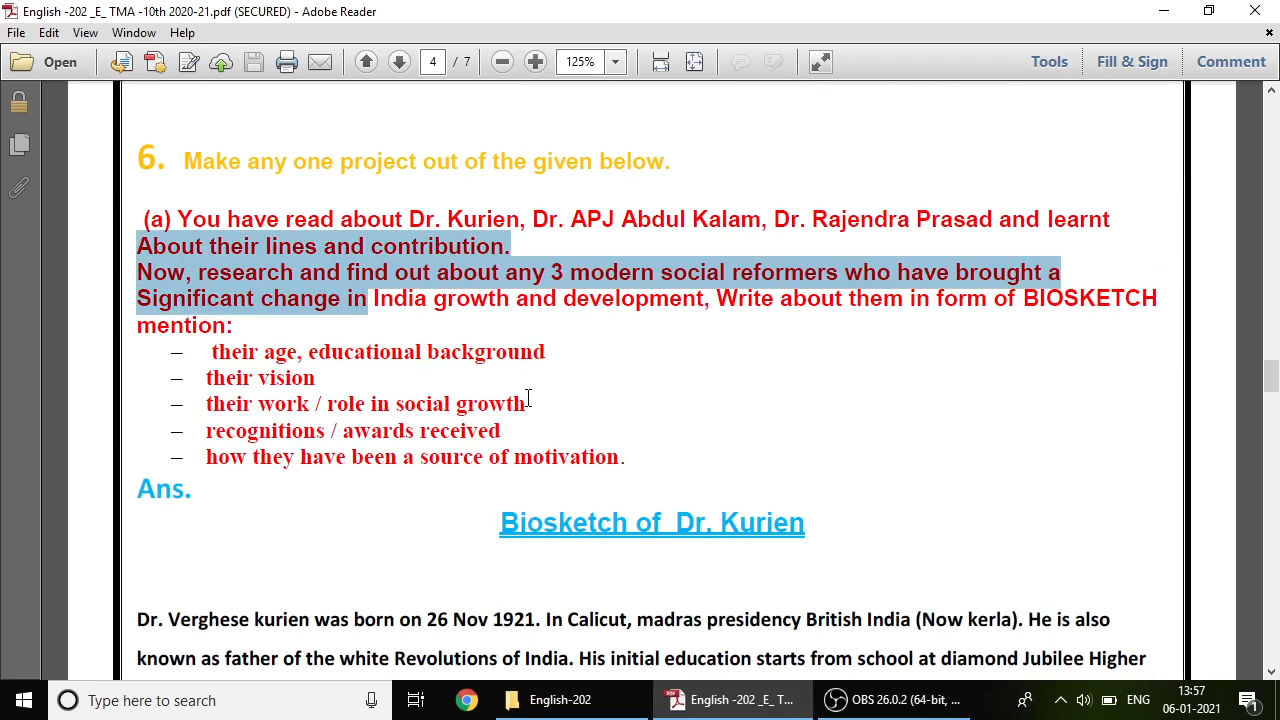 English -202 _E_ TMA -10th 2020-21.pdf (SECURED) - Adobe Reader
File Edit View Window Help
Open 4 / 7 125% Tools Fill & Sign Comment
6. Make any one project out of the given below.
(a) You have read about Dr. Kurien, Dr. APJ Abdul Kalam, Dr. Rajendra Prasad and learnt
About their lines and contribution.
Now, research and find out about any 3 modern social reformers who have brought a
Significant change in India growth and development, Write about them in form of BIOSKETCH
mention:
– their age, educational background
– their vision
– their work / role in social growth
– recognitions / awards received
– how they have been a source of motivation.
Ans.
Biosketch of Dr. Kurien
Dr. Verghese kurien was born on 26 Nov 1921. In Calicut, madras presidency British India (Now kerla). He is also
known as father of the white Revolutions of India. His initial education starts from school at diamond Jubilee Higher
Type here to search English-202 English -202 _E_ T... OBS 26.0.2 (64-bit, ... ENG 13:57
06-01-2021 1